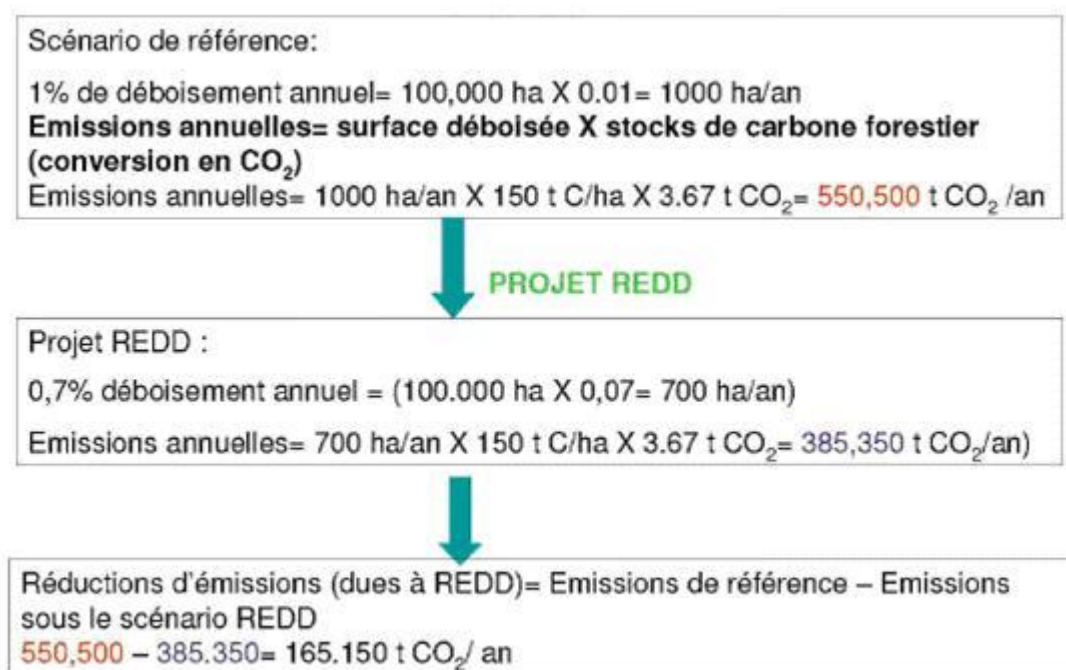 Scénario de référence:
1% de déboisement annuel= 100,000 ha X 0.01= 1000 ha/an
Emissions annuelles= surface déboisée X stocks de carbone forestier
(conversion en CO₂)
Emissions annuelles= 1000 ha/an X 150 t C/ha X 3.67 t CO₂= 550,500 t CO₂ /an
PROJET REDD
Projet REDD :
0,7% déboisement annuel = (100.000 ha X 0,07= 700 ha/an)
Emissions annuelles= 700 ha/an X 150 t C/ha X 3.67 t CO₂= 385,350 t CO₂/an)
Réductions d'émissions (dues à REDD)= Emissions de référence – Emissions
sous le scénario REDD
550,500 – 385.350= 165.150 t CO₂/ an